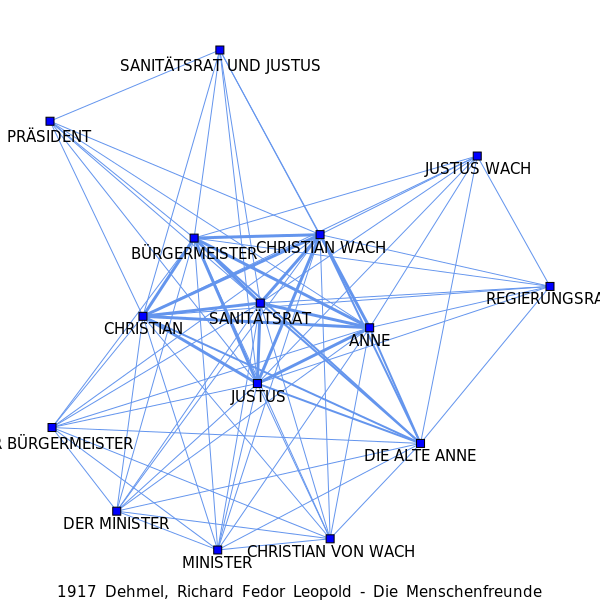 SANITÄTSRAT UND JUSTUS
PRÄSIDENT
JUSTUS WACH
BÜRGERMEISTER
CHRISTIAN WACH
REGIERUNGSRA
SANITÄTSRAT
CHRISTIAN
ANNE
JUSTUS
R BÜRGERMEISTER
DIE ALTE ANNE
DER MINISTER
CHRISTIAN VON WACH
MINISTER
1917 Dehmel, Richard Fedor Leopold - Die Menschenfreunde